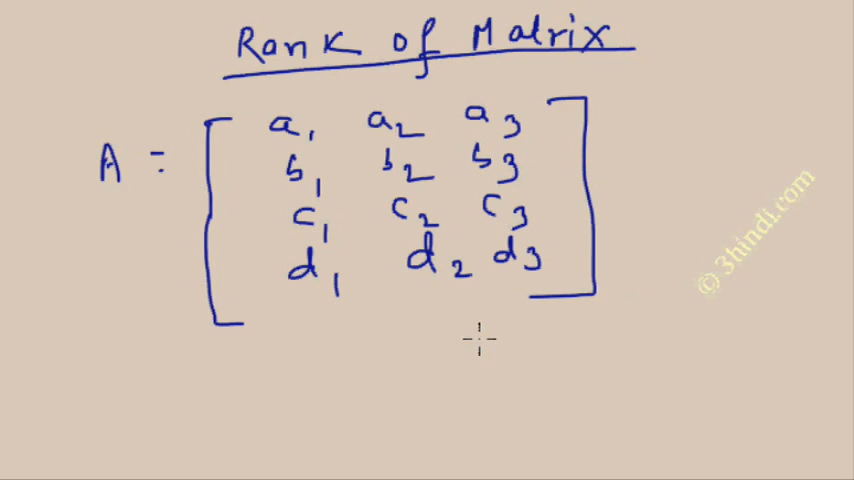 Rank of Matrix
A = [ a1 a2 a3
b1 b2 b3
c1 c2 c3
d1 d2 d3 ]
© 3hindi.com